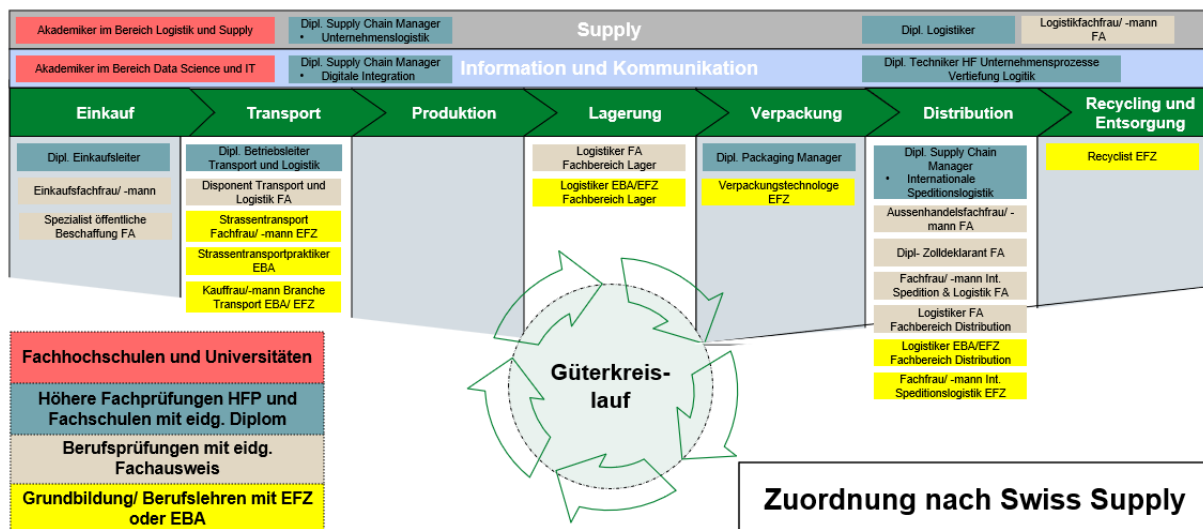 Akademiker im Bereich Logistik und Supply
Dipl. Supply Chain Manager
• Unternehmenslogistik
Supply
Dipl. Logistiker
Logistikfachfrau/ -mann
FA
Akademiker im Bereich Data Science und IT
Dipl. Supply Chain Manager
• Digitale Integration
Information und Kommunikation
Dipl. Techniker HF Unternehmensprozesse
Vertiefung Logitik
Einkauf
Transport
Produktion
Lagerung
Verpackung
Distribution
Recycling und
Entsorgung
Dipl. Einkaufsleiter
Einkaufsfachfrau/ -mann
Spezialist öffentliche
Beschaffung FA
Dipl. Betriebsleiter
Transport und Logistik
Disponent Transport und
Logistik FA
Strassentransport
Fachfrau/ -mann EFZ
Strassentransportpraktiker
EBA
Kauffrau/-mann Branche
Transport EBA/ EFZ
Logistiker FA
Fachbereich Lager
Logistiker EBA/EFZ
Fachbereich Lager
Dipl. Packaging Manager
Verpackungstechnologe
EFZ
Dipl. Supply Chain
Manager
• Internationale
Speditionslogistik
Aussenhandelsfachfrau/ -
mann FA
Dipl- Zolldeklarant FA
Fachfrau/ -mann Int.
Spedition & Logistik FA
Logistiker FA
Fachbereich Distribution
Logistiker EBA/EFZ
Fachbereich Distribution
Fachfrau/ -mann Int.
Speditionslogistik EFZ
Recyclist EFZ
Fachhochschulen und Universitäten
Höhere Fachprüfungen HFP und
Fachschulen mit eidg. Diplom
Berufsprüfungen mit eidg.
Fachausweis
Grundbildung/ Berufslehren mit EFZ
oder EBA
Güterkreis-
lauf
Zuordnung nach Swiss Supply